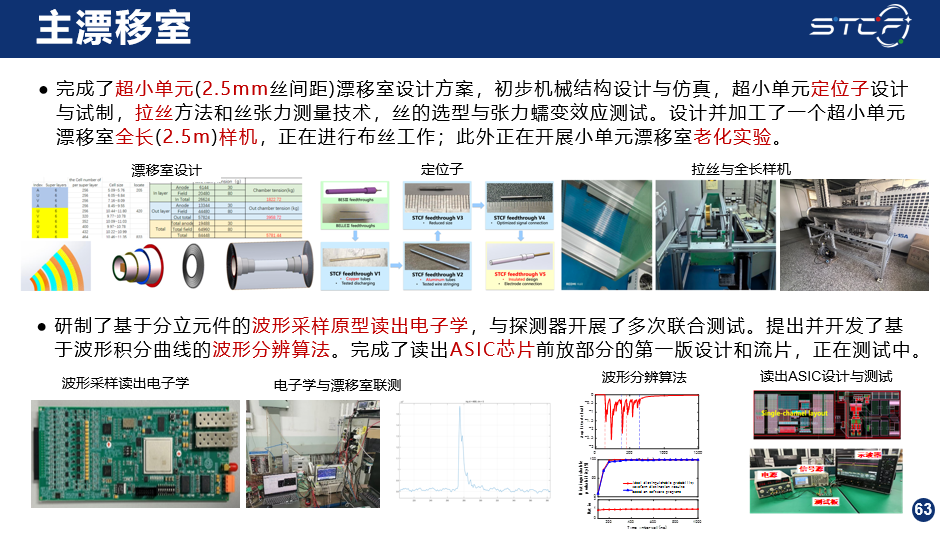 主漂移室
STCF
● 完成了超小单元(2.5mm丝间距)漂移室设计方案，初步机械结构设计与仿真，超小单元定位子设计
与试制，拉丝方法和丝张力测量技术，丝的选型与张力蠕变效应测试。设计并加工了一个超小单元
漂移室全长(2.5m)样机，正在进行布丝工作；此外正在开展小单元漂移室老化实验。
漂移室设计
定位子
拉丝与全长样机
BESIII feedthroughs
BELLE II feedthroughs
STCF feedthrough V3
• Reduced size
STCF feedthrough V4
• Optimized signal connection
STCF feedthrough V1
• Copper tubes
• Tested discharging
STCF feedthrough V2
• Aluminum tubes
• Tested wire stringing
STCF feedthrough V5
• Insulated design
• Electrode connection
● 研制了基于分立元件的波形采样原型读出电子学，与探测器开展了多次联合测试。提出并开发了基
于波形积分曲线的波形分辨算法。完成了读出ASIC芯片前放部分的第一版设计和流片，正在测试中。
波形采样读出电子学
电子学与漂移室联测
波形分辨算法
读出ASIC设计与测试
Single-channel layout
电源
信号源
示波器
测试板
Time interval (ns)
63